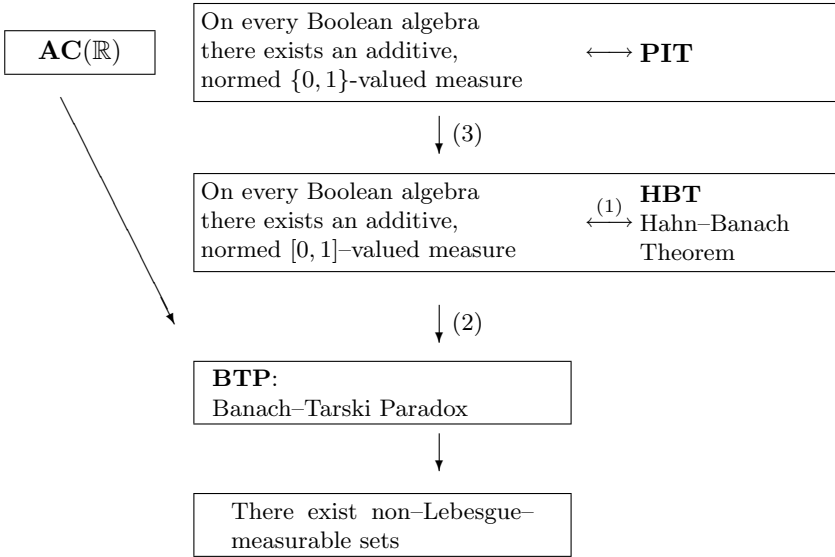 AC(ℝ)
On every Boolean algebra
there exists an additive,
normed {0, 1}-valued measure
⟷ PIT
(3)
On every Boolean algebra
there exists an additive,
normed [0, 1]–valued measure
(1)
⟷
HBT
Hahn–Banach
Theorem
(2)
BTP:
Banach–Tarski Paradox
There exist non–Lebesgue–
measurable sets